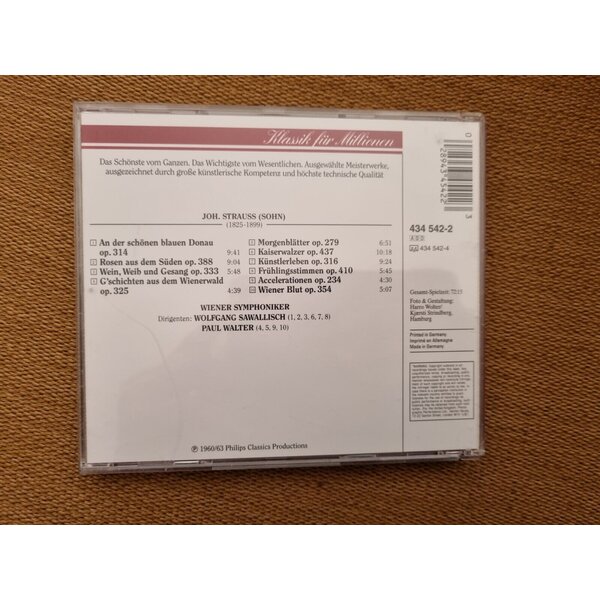 Klassik für Millionen
Das Schönste vom Ganzen. Das Wichtigste vom Wesentlichen. Ausgewählte Meisterwerke,
ausgezeichnet durch große künstlerische Kompetenz und höchste technische Qualität
JOH. STRAUSS (SOHN)
(1825-1899)
1 An der schönen blauen Donau
op. 314 9:41
2 Rosen aus dem Süden op. 388 9:04
3 Wein, Weib und Gesang op. 333 5:48
4 G'schichten aus dem Wienerwald
op. 325 4:39
5 Morgenblätter op. 279 6:51
6 Kaiserwalzer op. 437 10:18
7 Künstlerleben op. 316 9:24
8 Frühlingsstimmen op. 410 5:45
9 Accelerationen op. 234 4:30
10 Wiener Blut op. 354 5:07
WIENER SYMPHONIKER
Dirigenten: WOLFGANG SAWALLISCH (1, 2, 3, 6, 7, 8)
PAUL WALTER (4, 5, 9, 10)
℗ 1960/63 Philips Classics Productions
0 28943 45422 3
434 542-2
ADD
434 542-4
Gesamt-Spielzeit: 72:15
Foto & Gestaltung:
Harro Wolter/
Kjersti Strindberg,
Hamburg
Printed in Germany
Imprimé en Allemagne
Made in Germany